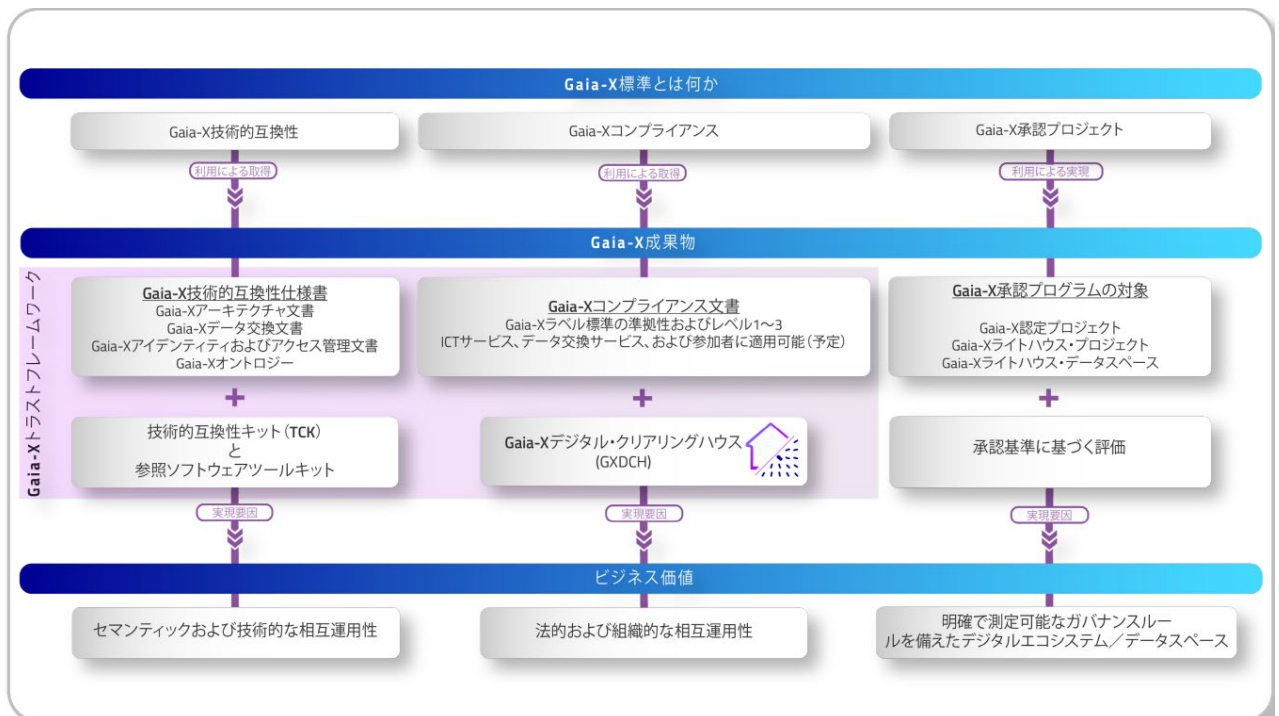 Gaia-X標準とは何か
Gaia-X技術的互換性
Gaia-Xコンプライアンス
Gaia-X承認プロジェクト
利用による取得
利用による取得
利用による実現
Gaia-X成果物
Gaia-Xトラストフレームワーク
Gaia-X技術的互換性仕様書
Gaia-Xアーキテクチャ文書
Gaia-Xデータ交換文書
Gaia-Xアイデンティティおよびアクセス管理文書
Gaia-Xオントロジー
Gaia-Xコンプライアンス文書
Gaia-Xラベル標準の準拠性およびレベル1～3
ICTサービス、データ交換サービス、および参加者に適用可能（予定）
Gaia-X承認プログラムの対象
Gaia-X認定プロジェクト
Gaia-Xライトハウス・プロジェクト
Gaia-Xライトハウス・データスペース
+
+
+
技術的互換性キット（TCK）
と
参照ソフトウェアツールキット
Gaia-Xデジタル・クリアリングハウス
(GXDCH)
承認基準に基づく評価
実現要因
実現要因
実現要因
ビジネス価値
セマンティックおよび技術的な相互運用性
法的および組織的な相互運用性
明確で測定可能なガバナンスルー
ルを備えたデジタルエコシステム／データスペース